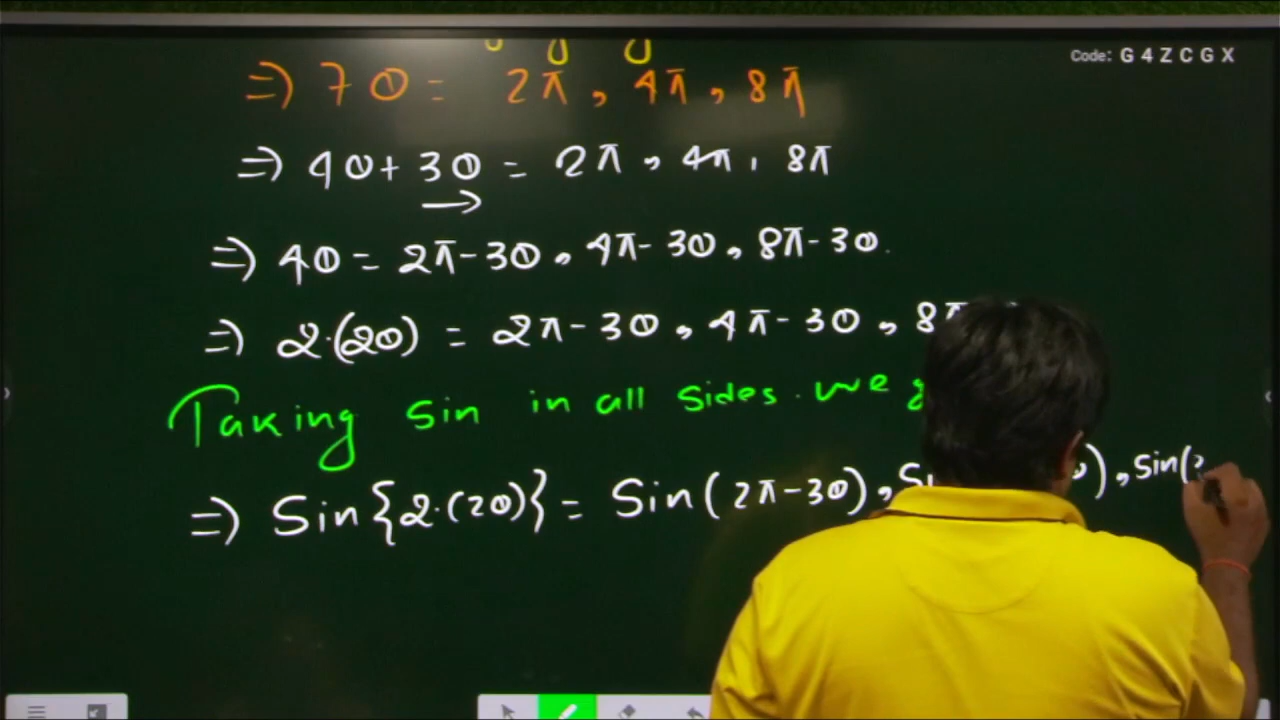 Code: G4ZCGX
⇒ 7θ = 2π, 4π, 8π
⇒ 4θ+3θ = 2π, 4π, 8π
⇒ 4θ = 2π-3θ, 4π-3θ, 8π-3θ.
⇒ 2·(2θ) = 2π-3θ, 4π-3θ, 8π
Taking sin in all sides. we
⇒ Sin{2·(2θ)} = Sin(2π-3θ), ), Sin(